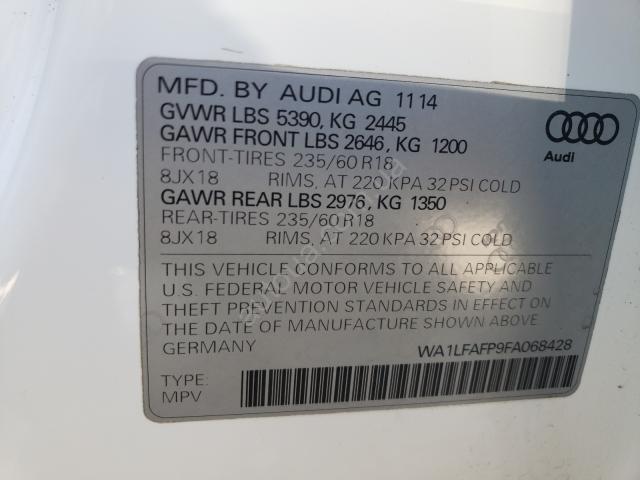 MFD. BY AUDI AG 11 14
GVWR LBS 5390, KG 2445
GAWR FRONT LBS 2646, KG 1200
FRONT-TIRES 235/60 R18
8JX18 RIMS, AT 220 KPA 32 PSI COLD
GAWR REAR LBS 2976, KG 1350
REAR-TIRES 235/60 R18
8JX18 RIMS, AT 220 KPA 32 PSI COLD
Audi
THIS VEHICLE CONFORMS TO ALL APPLICABLE
U.S. FEDERAL MOTOR VEHICLE SAFETY AND
THEFT PREVENTION STANDARDS IN EFFECT ON
THE DATE OF MANUFACTURE SHOWN ABOVE.
GERMANY WA1LFAFP9FA068428
TYPE:
MPV